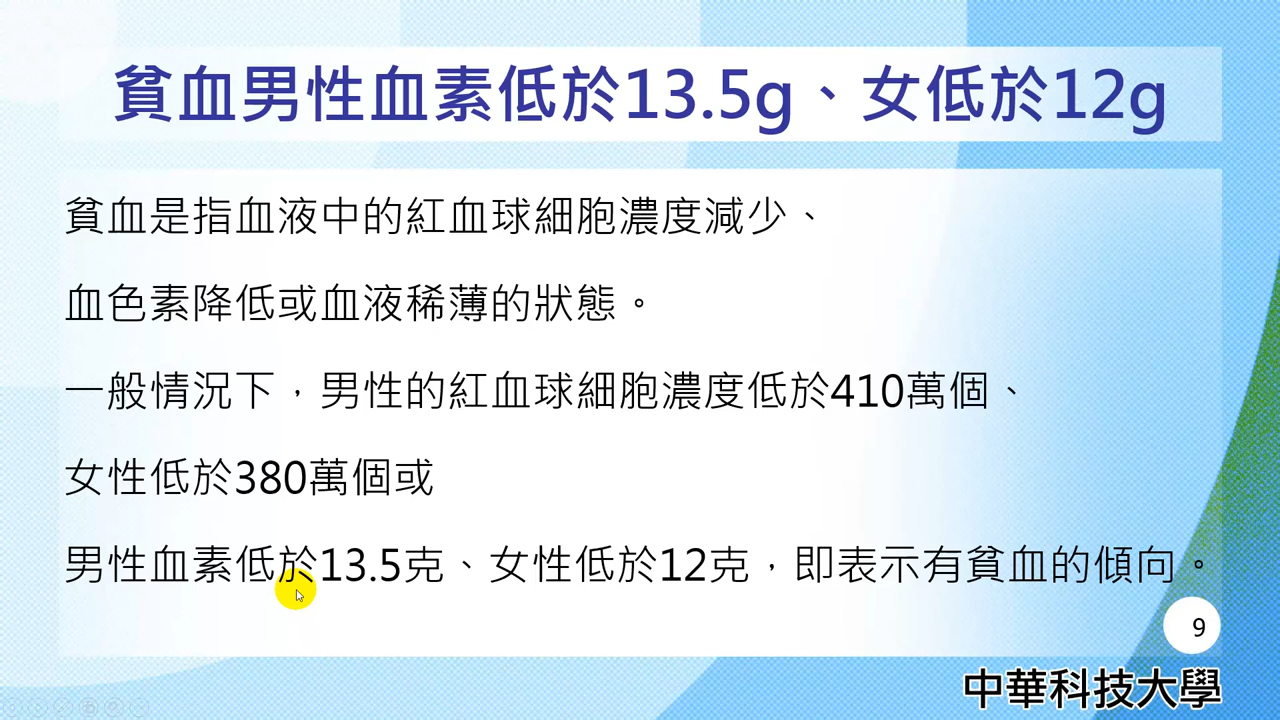 貧血男性血素低於13.5g、女低於12g
貧血是指血液中的紅血球細胞濃度減少、
血色素降低或血液稀薄的狀態。
一般情況下，男性的紅血球細胞濃度低於410萬個、
女性低於380萬個或
男性血素低於13.5克、女性低於12克，即表示有貧血的傾向。
9
中華科技大學